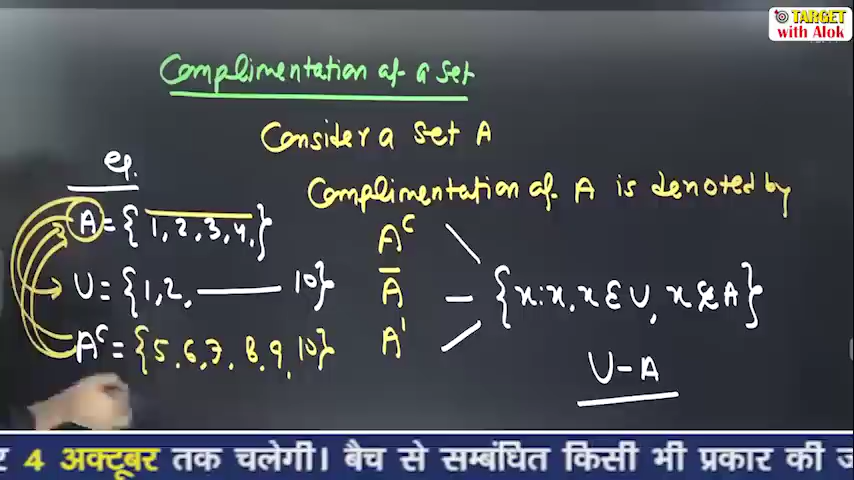 TARGET
with Alok
Complimentation of a set
Consider a set A
eg.
Complimentation of A is denoted by
A = { 1, 2, 3, 4, }
A^c
U = {1, 2, —— 10}
A̅
{x : x, x ∈ U, x ∉ A}
A^c = {5, 6, 7, 8, 9, 10}
A'
U – A
4 अक्टूबर तक चलेगी। बैच से सम्बंधित किसी भी प्रकार की